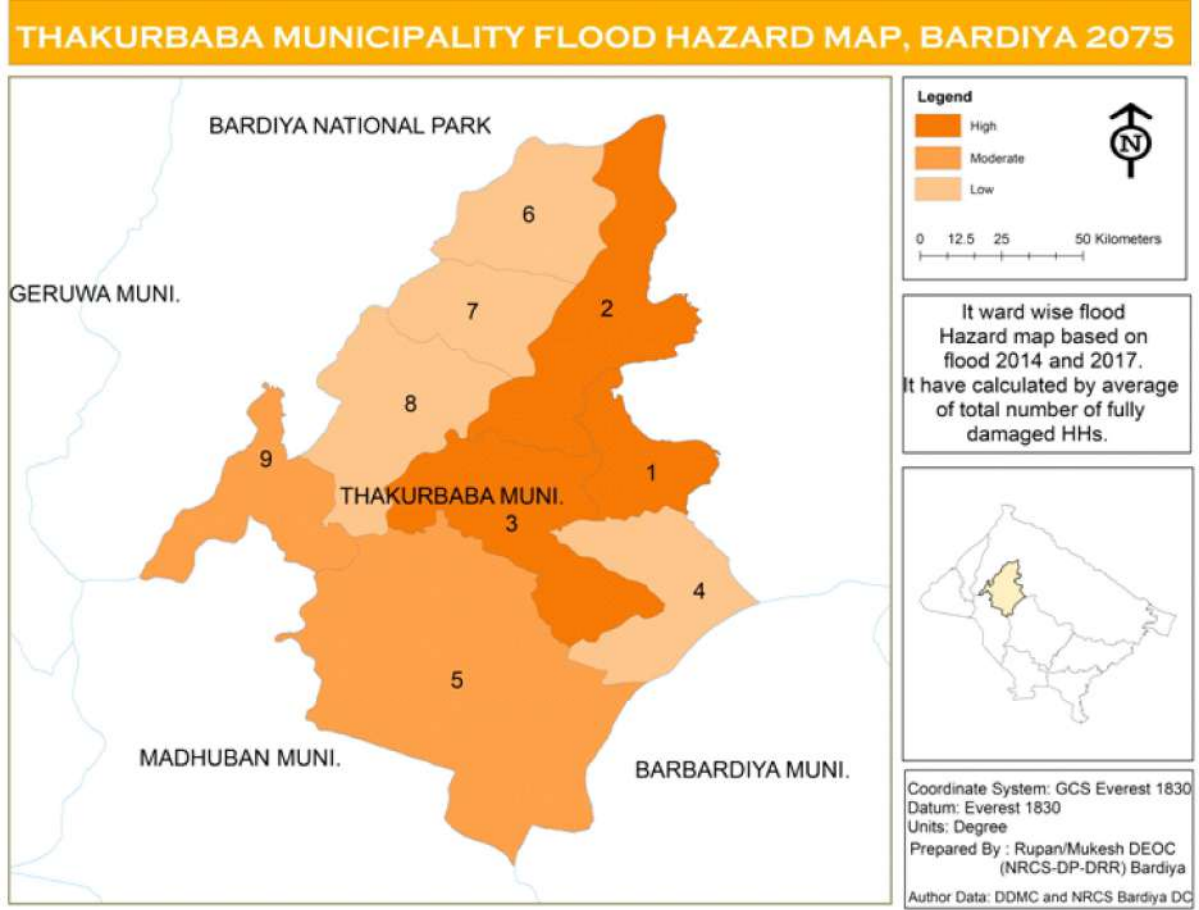 THAKURBABA MUNICIPALITY FLOOD HAZARD MAP, BARDIYA 2075
BARDIYA NATIONAL PARK
6
GERUWA MUNI.
7
2
8
9
1
THAKURBABA MUNI.
3
4
5
MADHUBAN MUNI.
BARBARDIYA MUNI.
Legend
High
Moderate
Low
N
0 12.5 25 50 Kilometers
It ward wise flood
Hazard map based on
flood 2014 and 2017.
It have calculated by average
of total number of fully
damaged HHs.
Coordinate System: GCS Everest 1830
Datum: Everest 1830
Units: Degree
Prepared By : Rupan/Mukesh DEOC
(NRCS-DP-DRR) Bardiya
Author Data: DDMC and NRCS Bardiya DC